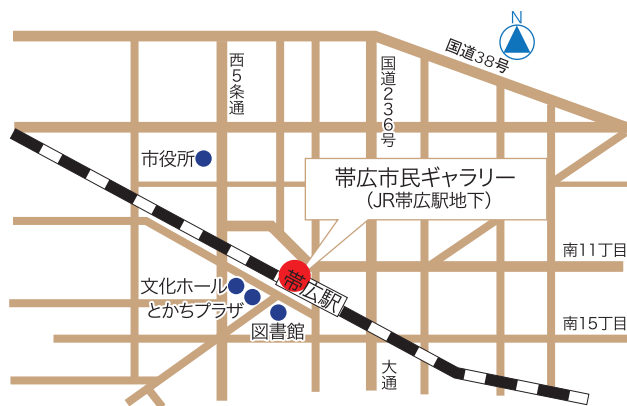 N
国道38号
西5条通
国道236号
市役所
帯広市民ギャラリー
(JR帯広駅地下)
南11丁目
文化ホール
とかちプラザ
帯広駅
図書館
南15丁目
大通